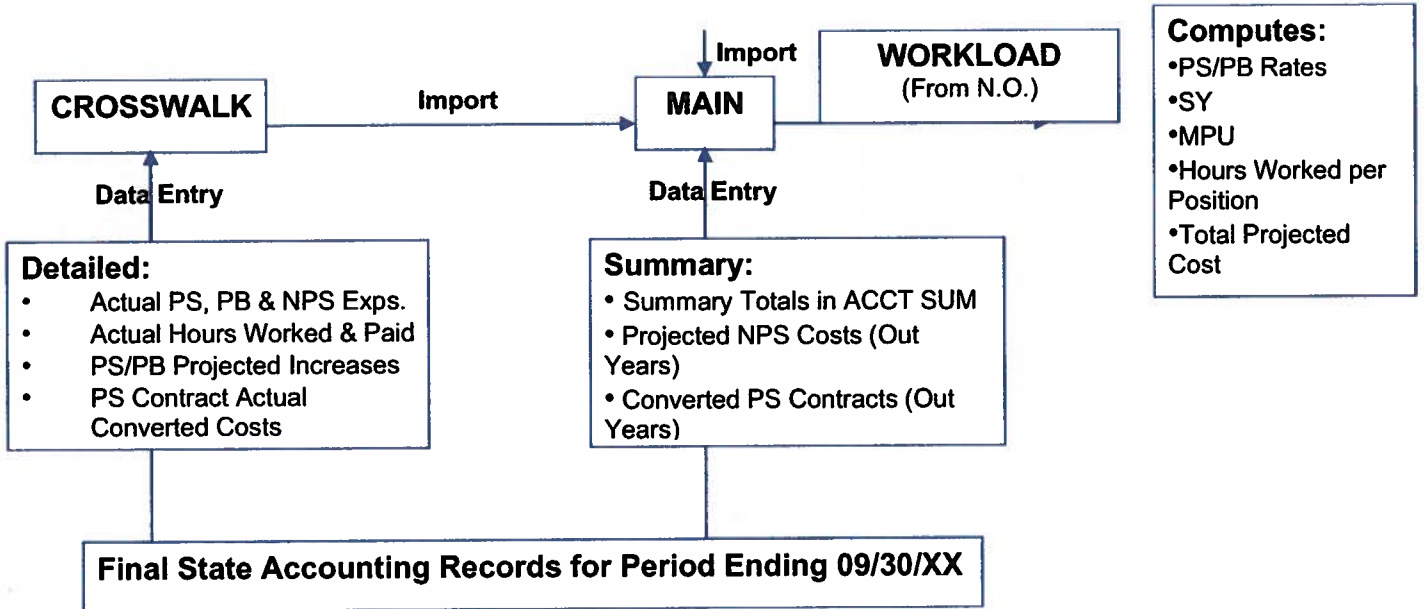 Import
WORKLOAD
(From N.O.)
Computes:
•PS/PB Rates
•SY
•MPU
•Hours Worked per
Position
•Total Projected
Cost
CROSSWALK
Import
MAIN
Data Entry
Data Entry
Detailed:
• Actual PS, PB & NPS Exps.
• Actual Hours Worked & Paid
• PS/PB Projected Increases
• PS Contract Actual
Converted Costs
Summary:
• Summary Totals in ACCT SUM
• Projected NPS Costs (Out
Years)
• Converted PS Contracts (Out
Years)
Final State Accounting Records for Period Ending 09/30/XX